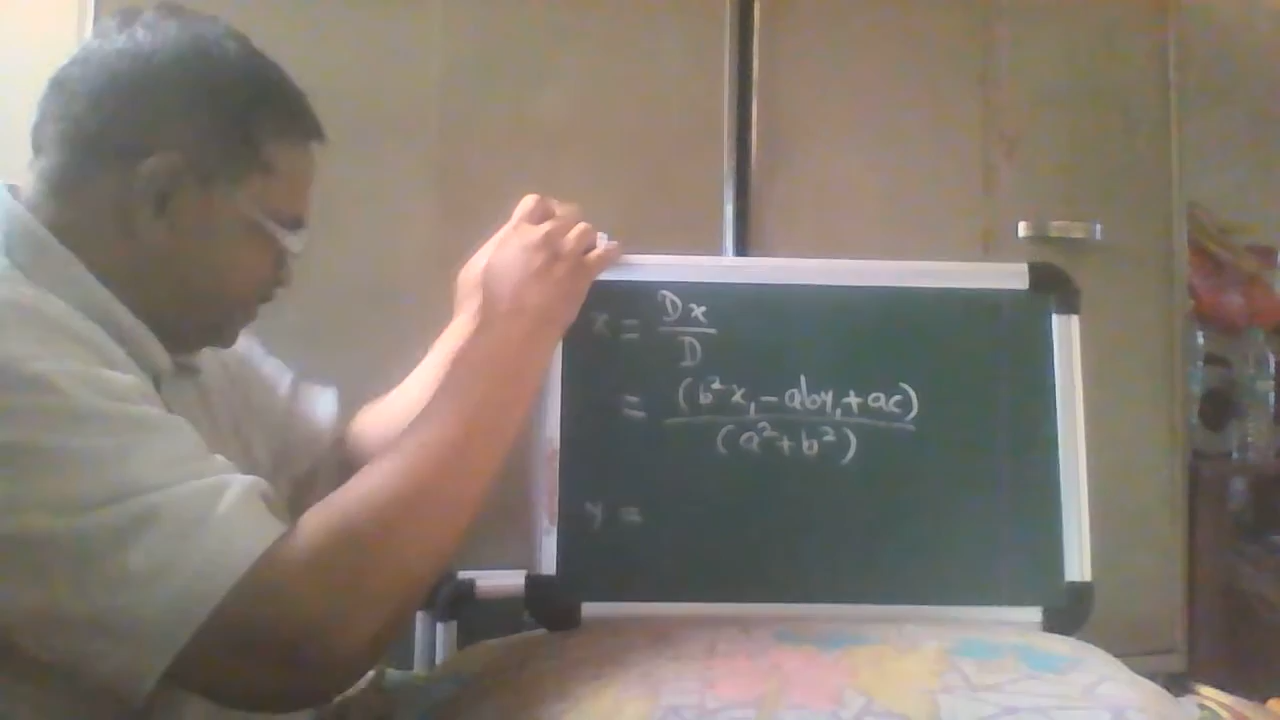 x = Dx/D
= (b²x₁-aby₁+ac)/(a²+b²)
y =